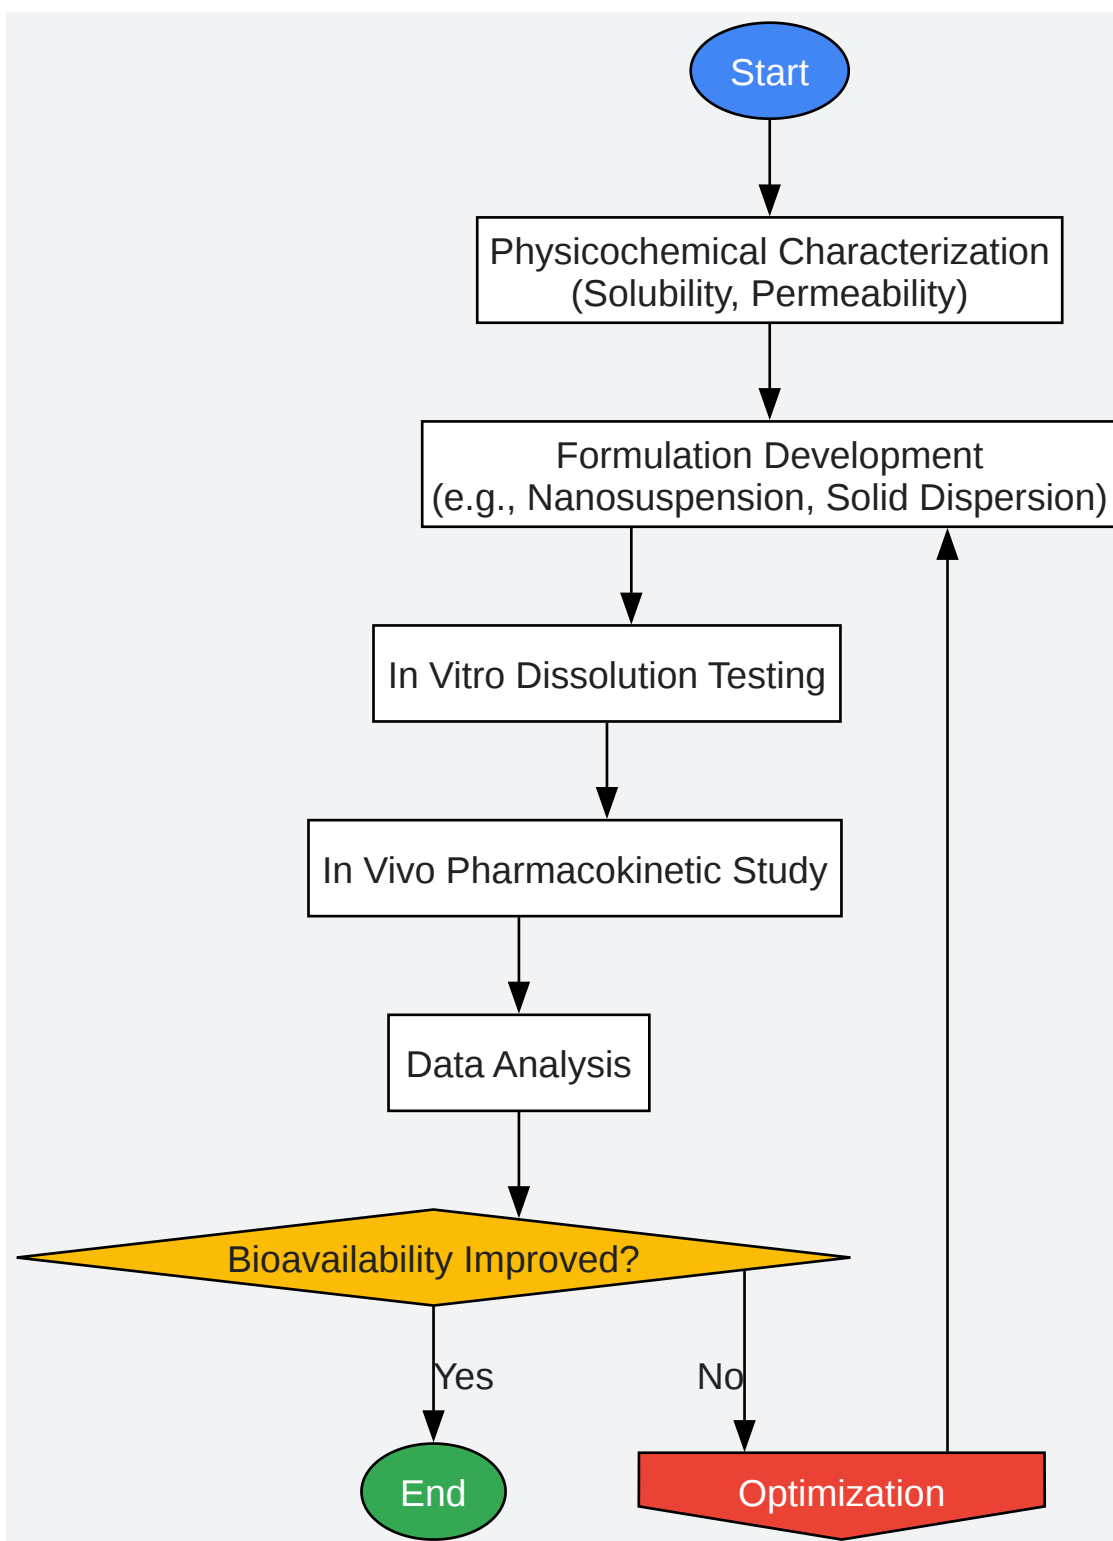 Start
Physicochemical Characterization
(Solubility, Permeability)
Formulation Development
(e.g., Nanosuspension, Solid Dispersion)
In Vitro Dissolution Testing
In Vivo Pharmacokinetic Study
Data Analysis
Bioavailability Improved?
Yes
No
End
Optimization